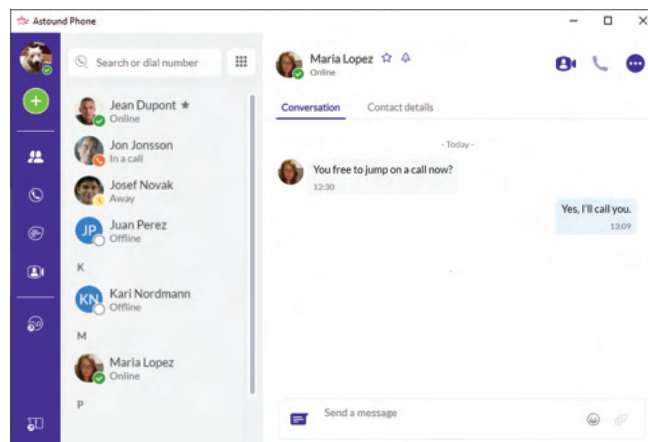 Astound Phone
Search or dial number
Jean Dupont
Online
Jon Jonsson
In a call
Josef Novak
Away
JP
Juan Perez
Offline
K
KN
Kari Nordmann
Offline
M
Maria Lopez
Online
P
Maria Lopez
Online
Conversation
Contact details
- Today -
You free to jump on a call now?
12:30
Yes, I'll call you.
13:09
Send a message